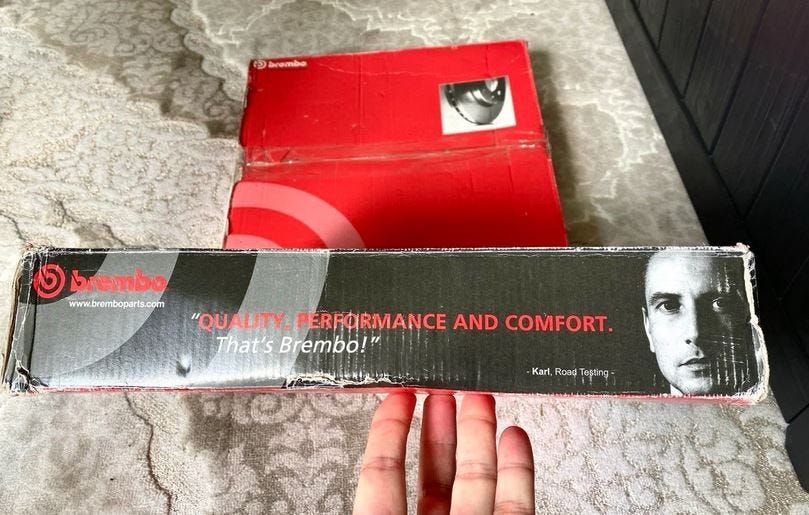 brembo
brembo
www.bremboparts.com
“QUALITY, PERFORMANCE AND COMFORT.
That's Brembo!”
- Karl, Road Testing -